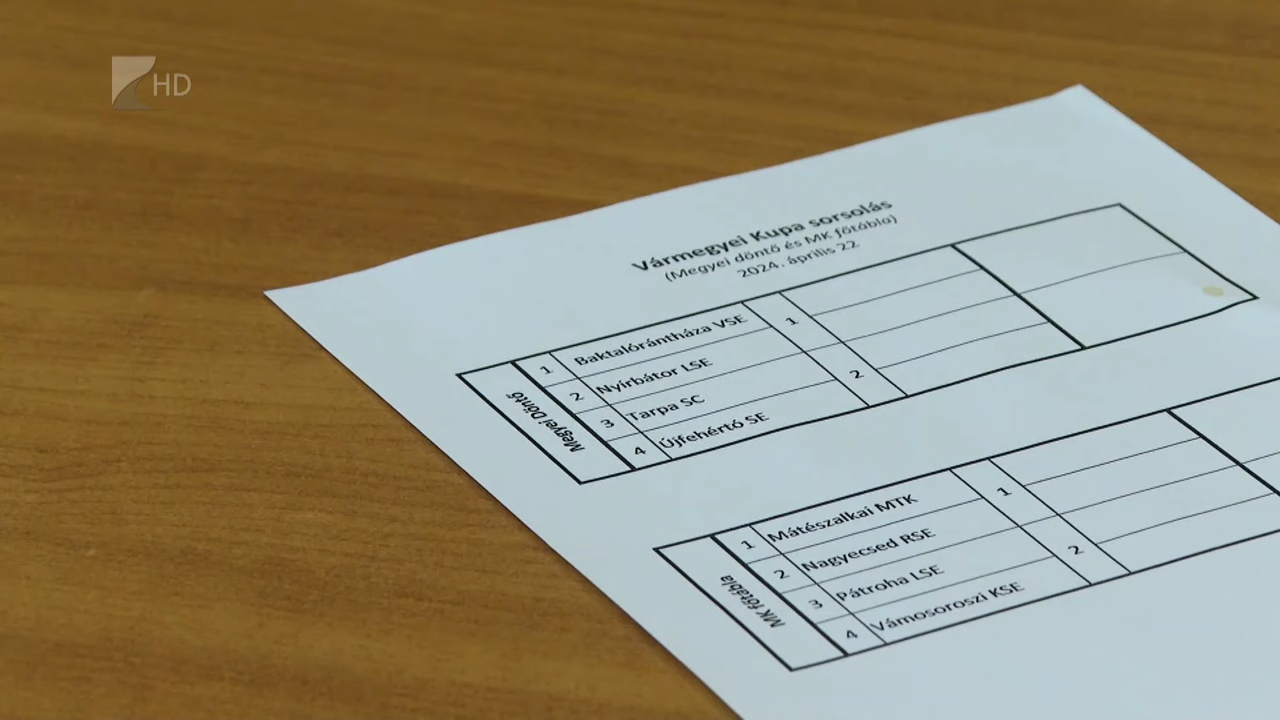 HD
Vármegyei Kupa sorsolás
(Megyei döntő és MK főtábla)
2024. április 22
Megyei Döntő
1 Baktalórántháza VSE 1
2 Nyírbátor LSE
3 Tarpa SC 2
4 Újfehértó SE
MK főtábla
1 Mátészalkai MTK 1
2 Nagyecsed RSE
3 Pátroha LSE 2
4 Vámosoroszi KSE